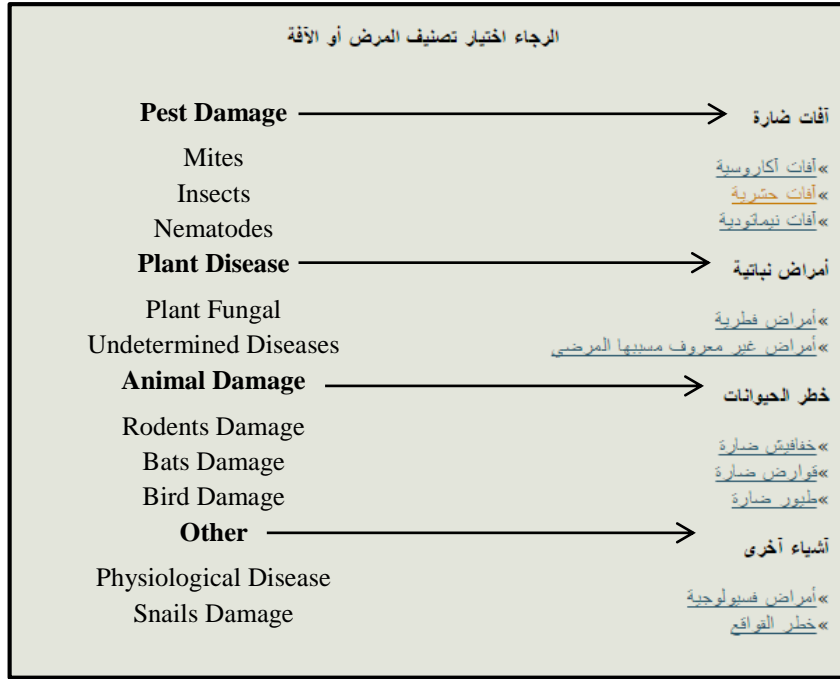 الرجاء اختيار تصنيف المرض أو الآفة
Pest Damage
آفات ضارة
Mites
»آفات آكاروسية
Insects
»آفات حشرية
Nematodes
»آفات نيماتودية
Plant Disease
أمراض نباتية
Plant Fungal
»أمراض فطرية
Undetermined Diseases
»أمراض غير معروف مسببها المرضي
Animal Damage
خطر الحيوانات
Rodents Damage
»خفافيش ضارة
Bats Damage
»قوارض ضارة
Bird Damage
»طيور ضارة
Other
آشياء آخرى
Physiological Disease
»أمراض فسيولوجية
Snails Damage
»خطر القواقع